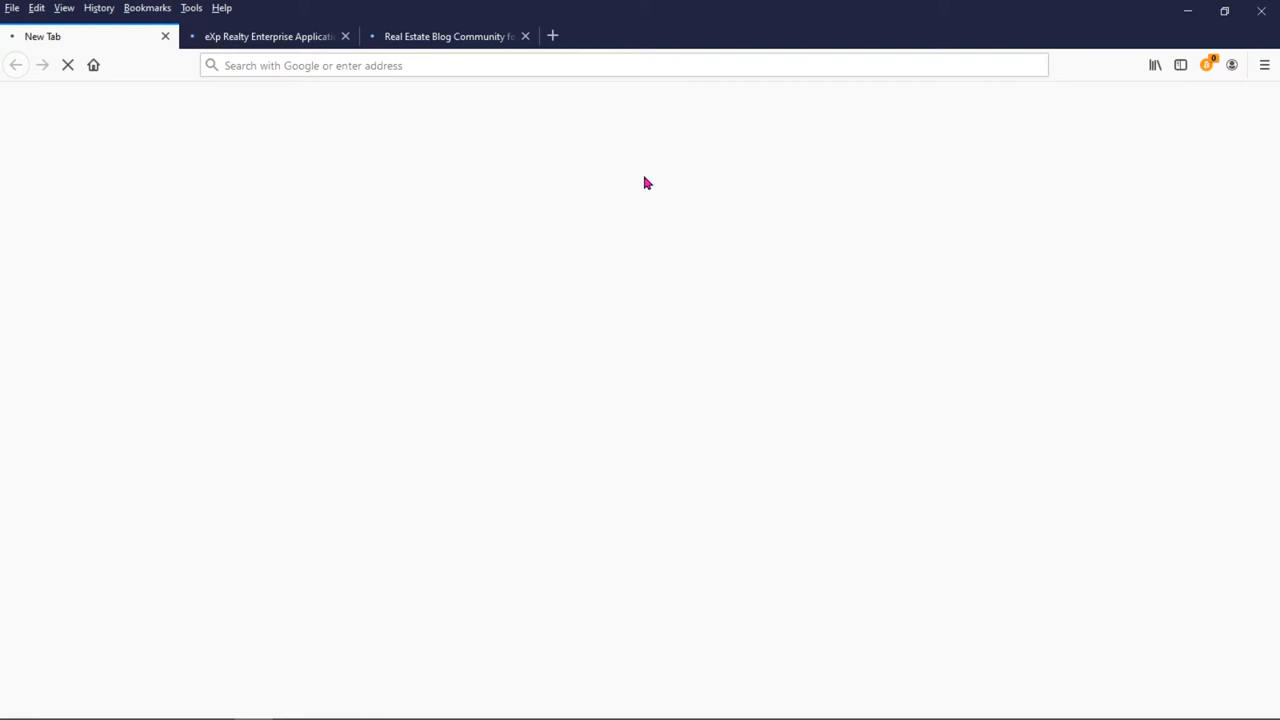 File Edit View History Bookmarks Tools Help
New Tab
eXp Realty Enterprise Applicati
Real Estate Blog Community fo
Search with Google or enter address
0